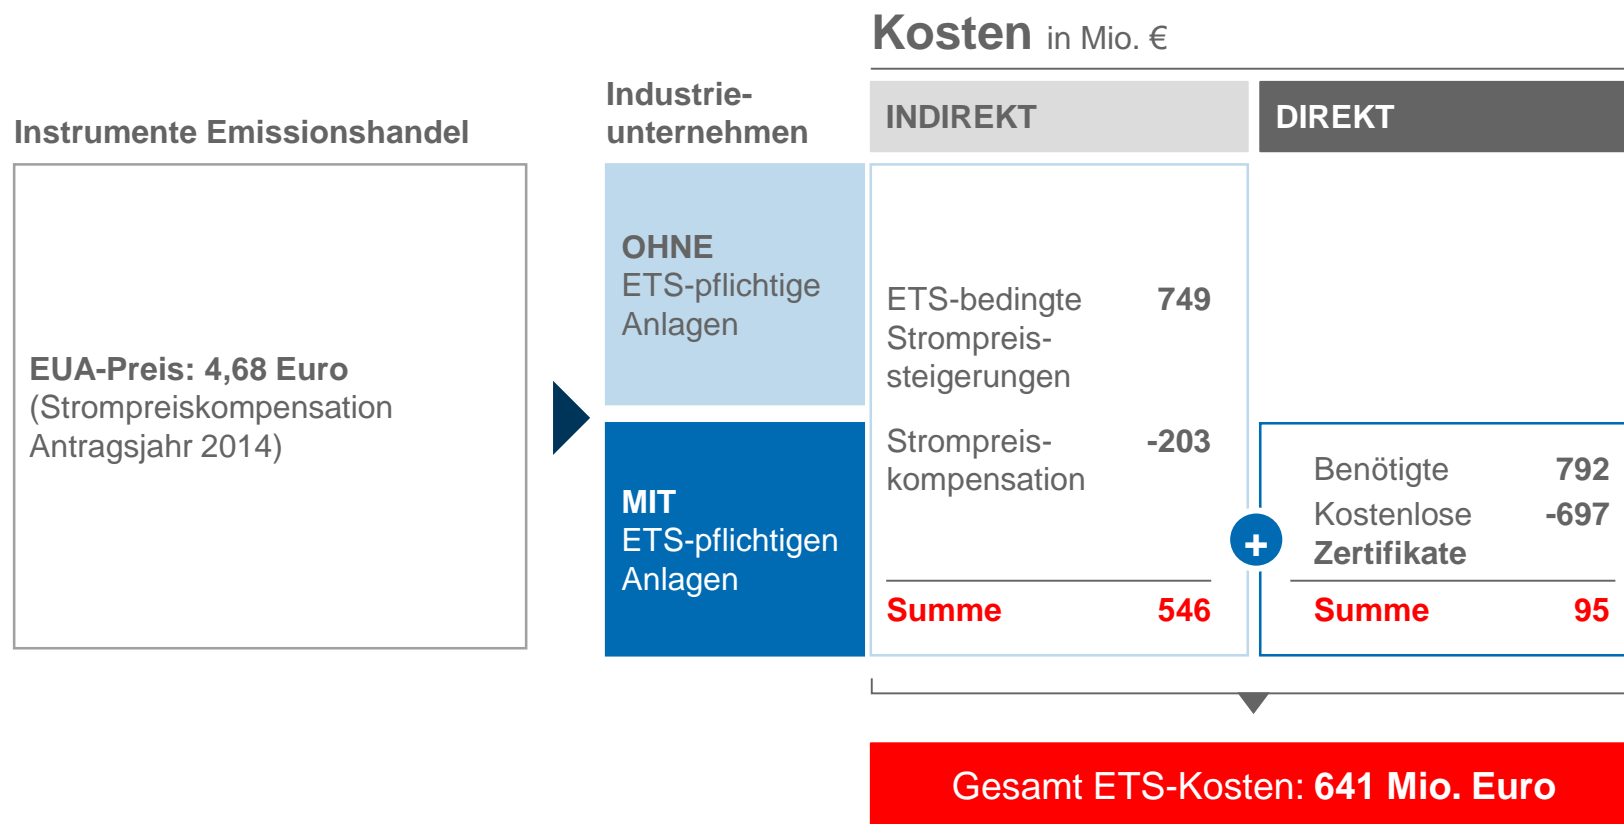 Kosten in Mio. €
Instrumente Emissionshandel
Industrie-
unternehmen
INDIREKT
DIREKT
EUA-Preis: 4,68 Euro
(Strompreiskompensation
Antragsjahr 2014)
OHNE
ETS-pflichtige
Anlagen
MIT
ETS-pflichtigen
Anlagen
ETS-bedingte 749
Strompreis-
steigerungen
Strompreis- -203
kompensation
Summe 546
+
Benötigte 792
Kostenlose -697
Zertifikate
Summe 95
Gesamt ETS-Kosten: 641 Mio. Euro